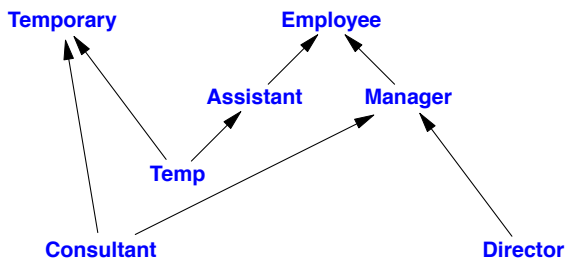 Temporary
Employee
Assistant
Manager
Temp
Consultant
Director